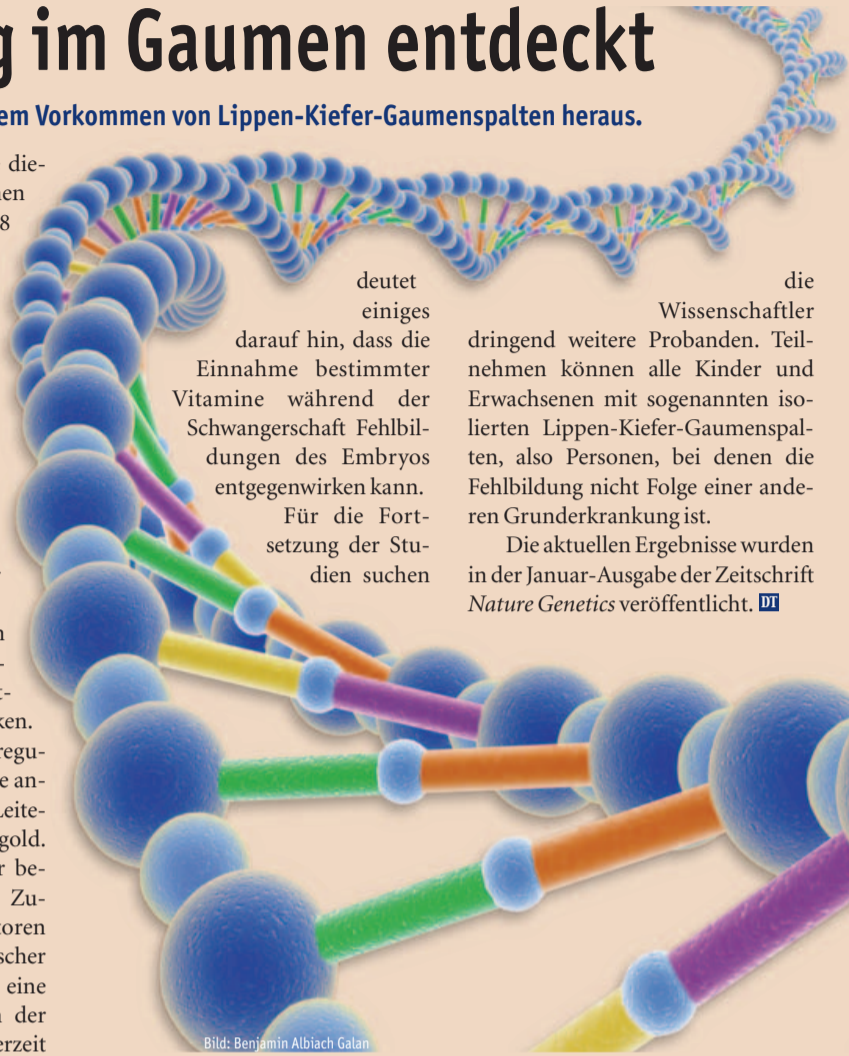 g im Gaumen entdeckt
em Vorkommen von Lippen-Kiefer-Gaumenspalten heraus.
die-
en
8
n
-
t-
ken.
regu-
e an-
Leite-
gold.
r be-
Zu-
toren
scher
eine
n der
erzeit
deutet
einiges
darauf hin, dass die
Einnahme bestimmter
Vitamine während der
Schwangerschaft Fehlbil-
dungen des Embryos
entgegenwirken kann.
Für die Fort-
setzung der Stu-
dien suchen
die
Wissenschaftler
dringend weitere Probanden. Teil-
nehmen können alle Kinder und
Erwachsenen mit sogenannten iso-
lierten Lippen-Kiefer-Gaumenspal-
ten, also Personen, bei denen die
Fehlbildung nicht Folge einer ande-
ren Grunderkrankung ist.
Die aktuellen Ergebnisse wurden
in der Januar-Ausgabe der Zeitschrift
Nature Genetics veröffentlicht. DT
Bild: Benjamin Albiach Galan